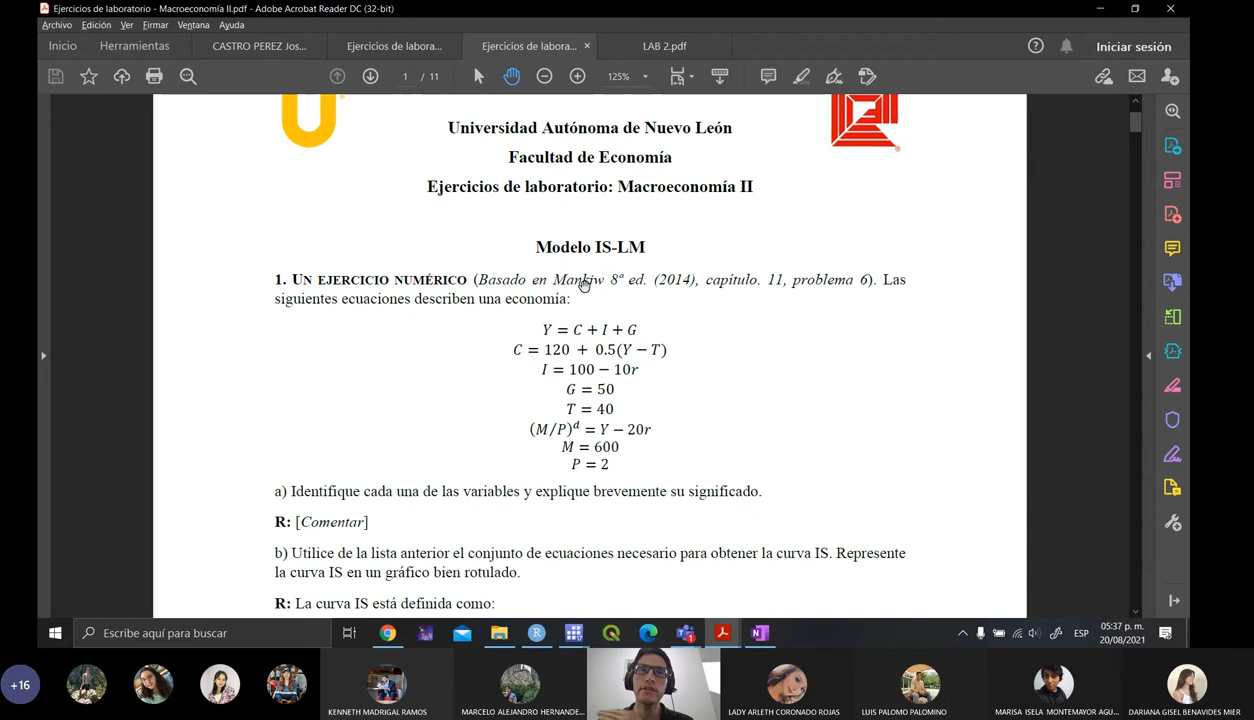 Ejercicios de laboratorio - Macroeconomía II.pdf - Adobe Acrobat Reader DC (32-bit)
Archivo Edición Ver Firmar Ventana Ayuda
Inicio Herramientas CASTRO PEREZ Jos... Ejercicios de labora... Ejercicios de labora... × LAB 2.pdf Iniciar sesión
1 / 11 125%
Universidad Autónoma de Nuevo León
Facultad de Economía
Ejercicios de laboratorio: Macroeconomía II
Modelo IS-LM
1. UN EJERCICIO NUMÉRICO (Basado en Mankiw 8ª ed. (2014), capítulo. 11, problema 6). Las
siguientes ecuaciones describen una economía:
Y = C + I + G
C = 120 + 0.5(Y − T)
I = 100 − 10r
G = 50
T = 40
(M/P)ᵈ = Y − 20r
M = 600
P = 2
a) Identifique cada una de las variables y explique brevemente su significado.
R: [Comentar]
b) Utilice de la lista anterior el conjunto de ecuaciones necesario para obtener la curva IS. Represente
la curva IS en un gráfico bien rotulado.
R: La curva IS está definida como:
Escribe aquí para buscar
ESP
05:37 p. m.
20/08/2021
+16
KENNETH MADRIGAL RAMOS
MARCELO ALEJANDRO HERNANDE...
LADY ARLETH CORONADO ROJAS
LUIS PALOMO PALOMINO
MARISA ISELA MONTEMAYOR AGU...
DARIANA GISEL BENAVIDES MIER